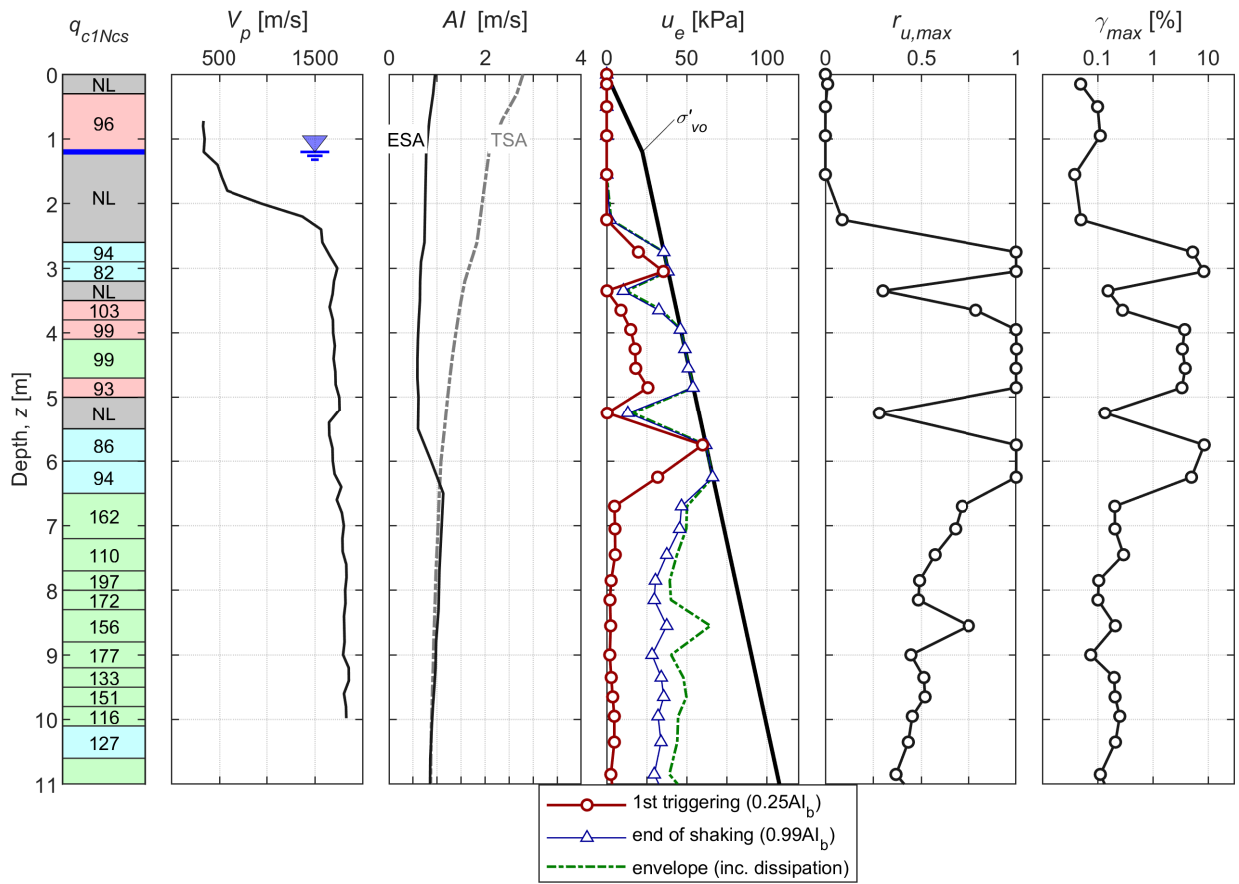 q_c1Ncs
V_p [m/s]
AI [m/s]
u_e [kPa]
r_u,max
γ_max [%]
500 1500
0 2 4
0 50 100
0 0.5 1
0.1 1 10
0
1
2
3
4
5
6
7
8
9
10
11
Depth, z [m]
NL
96
NL
94
82
NL
103
99
99
93
NL
86
94
162
110
197
172
156
177
133
151
116
127
ESA
TSA
σ'_vo
1st triggering (0.25AI_b)
end of shaking (0.99AI_b)
envelope (inc. dissipation)